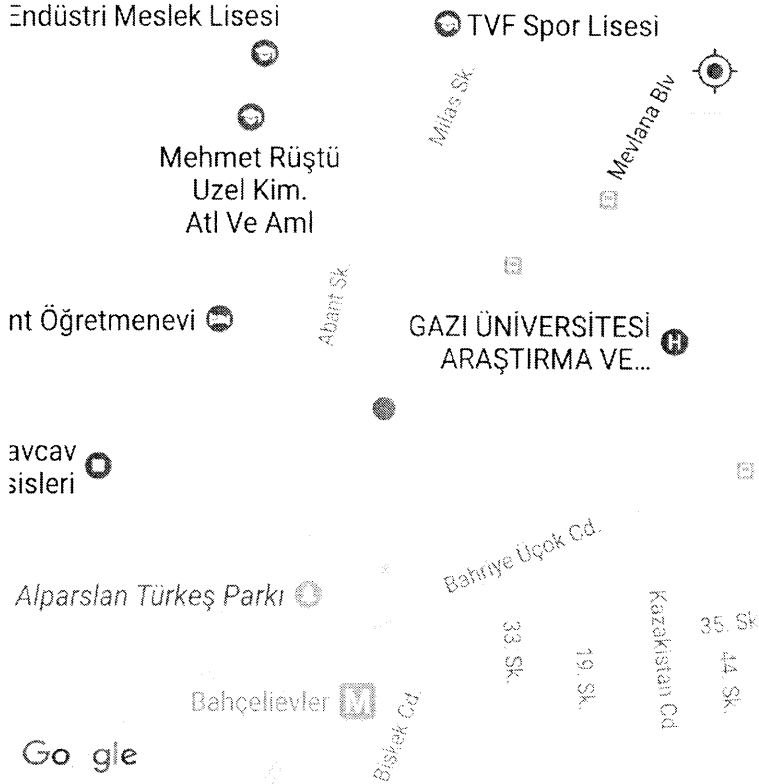 Endüstri Meslek Lisesi
TVF Spor Lisesi
Milas Sk.
Mevlana Blv
Mehmet Rüştü
Uzel Kim.
Atl Ve Aml
H
H
Abant Sk.
nt Öğretmenevi
GAZI ÜNİVERSİTESİ
ARAŞTIRMA VE...
H
avcav
sisleri
H
Bahriye Üçok Cd.
Alparslan Türkeş Parkı
33. Sk.
19. Sk.
Kazakistan Cd
35. Sk
44. Sk.
Bahçelievler M
Bişkek Cd.
Go gle